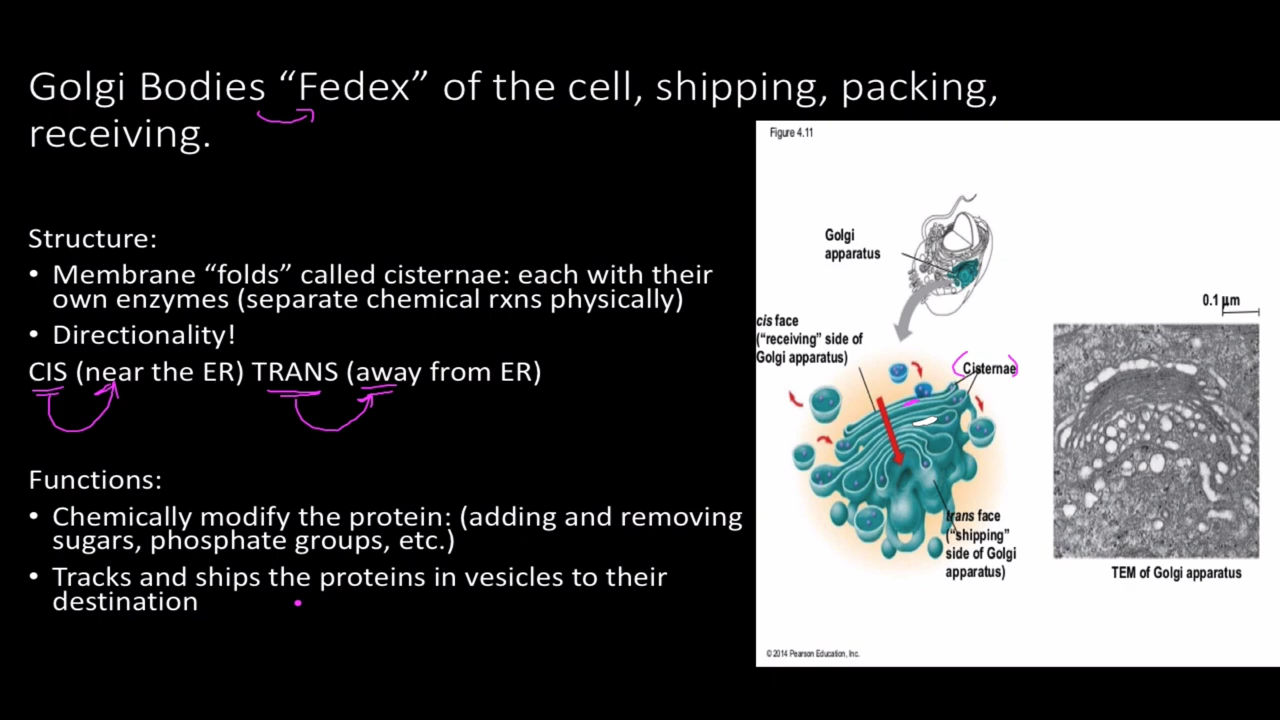 Golgi Bodies “Fedex” of the cell, shipping, packing,
receiving.
Structure:
• Membrane “folds” called cisternae: each with their
own enzymes (separate chemical rxns physically)
• Directionality!
CIS (near the ER) TRANS (away from ER)
Functions:
• Chemically modify the protein: (adding and removing
sugars, phosphate groups, etc.)
• Tracks and ships the proteins in vesicles to their
destination
Figure 4.11
Golgi
apparatus
cis face
(“receiving” side of
Golgi apparatus)
Cisternae
trans face
(“shipping”
side of Golgi
apparatus)
0.1 μm
TEM of Golgi apparatus
© 2014 Pearson Education, Inc.